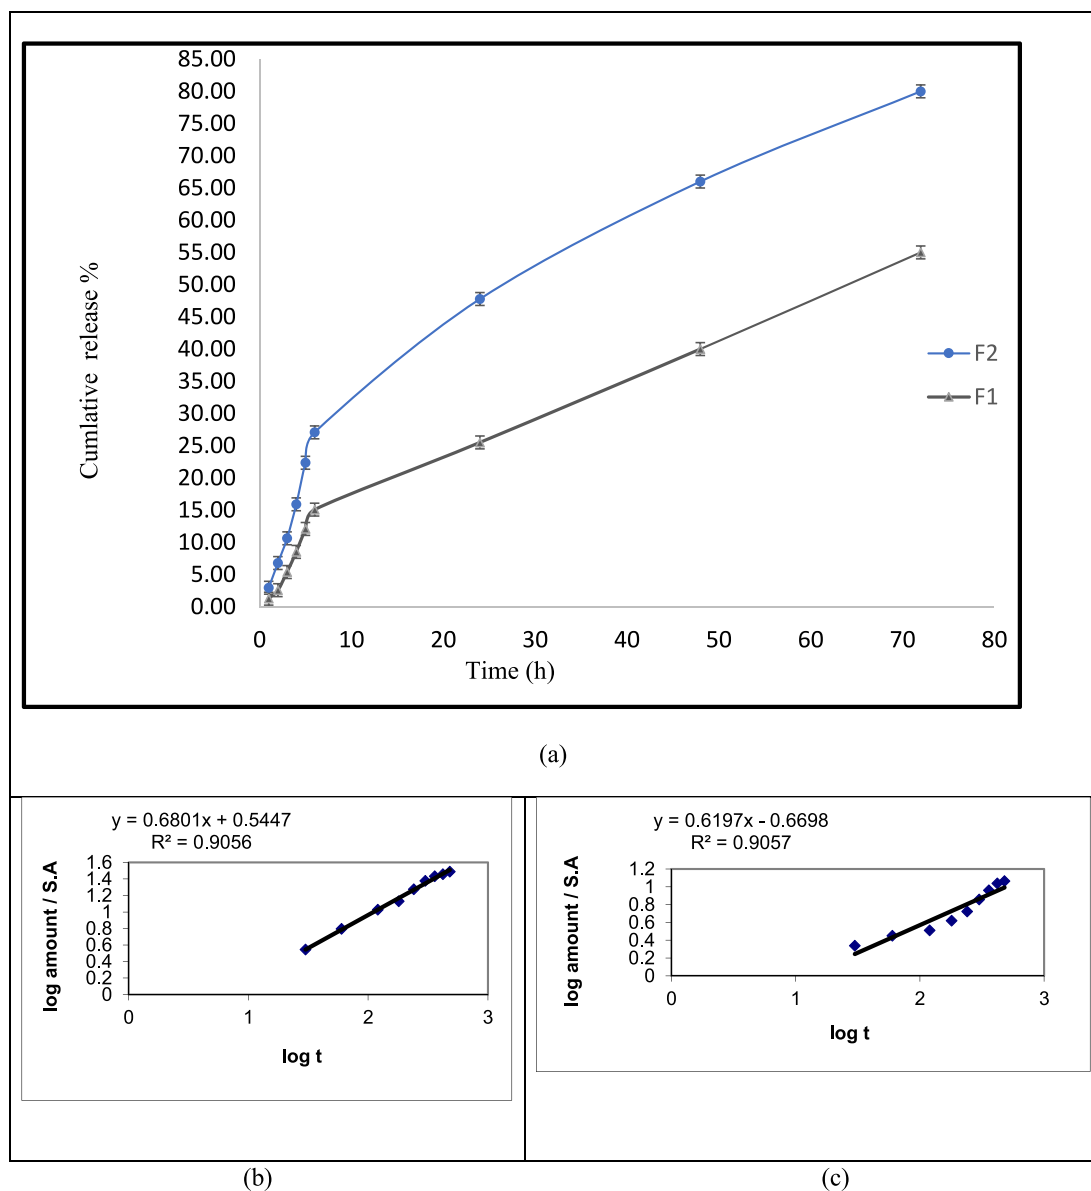 85.00
80.00
75.00
70.00
65.00
60.00
55.00
50.00
45.00
40.00
35.00
30.00
25.00
20.00
15.00
10.00
5.00
0.00
Cumlative release %
0 10 20 30 40 50 60 70 80
Time (h)
F2
F1
(a)
y = 0.6801x + 0.5447
R² = 0.9056
log amount / S.A
1.6
1.4
1.2
1
0.8
0.6
0.4
0.2
0
0 1 2 3
log t
(b)
y = 0.6197x - 0.6698
R² = 0.9057
log amount / S.A
1.2
1
0.8
0.6
0.4
0.2
0
0 1 2 3
log t
(c)